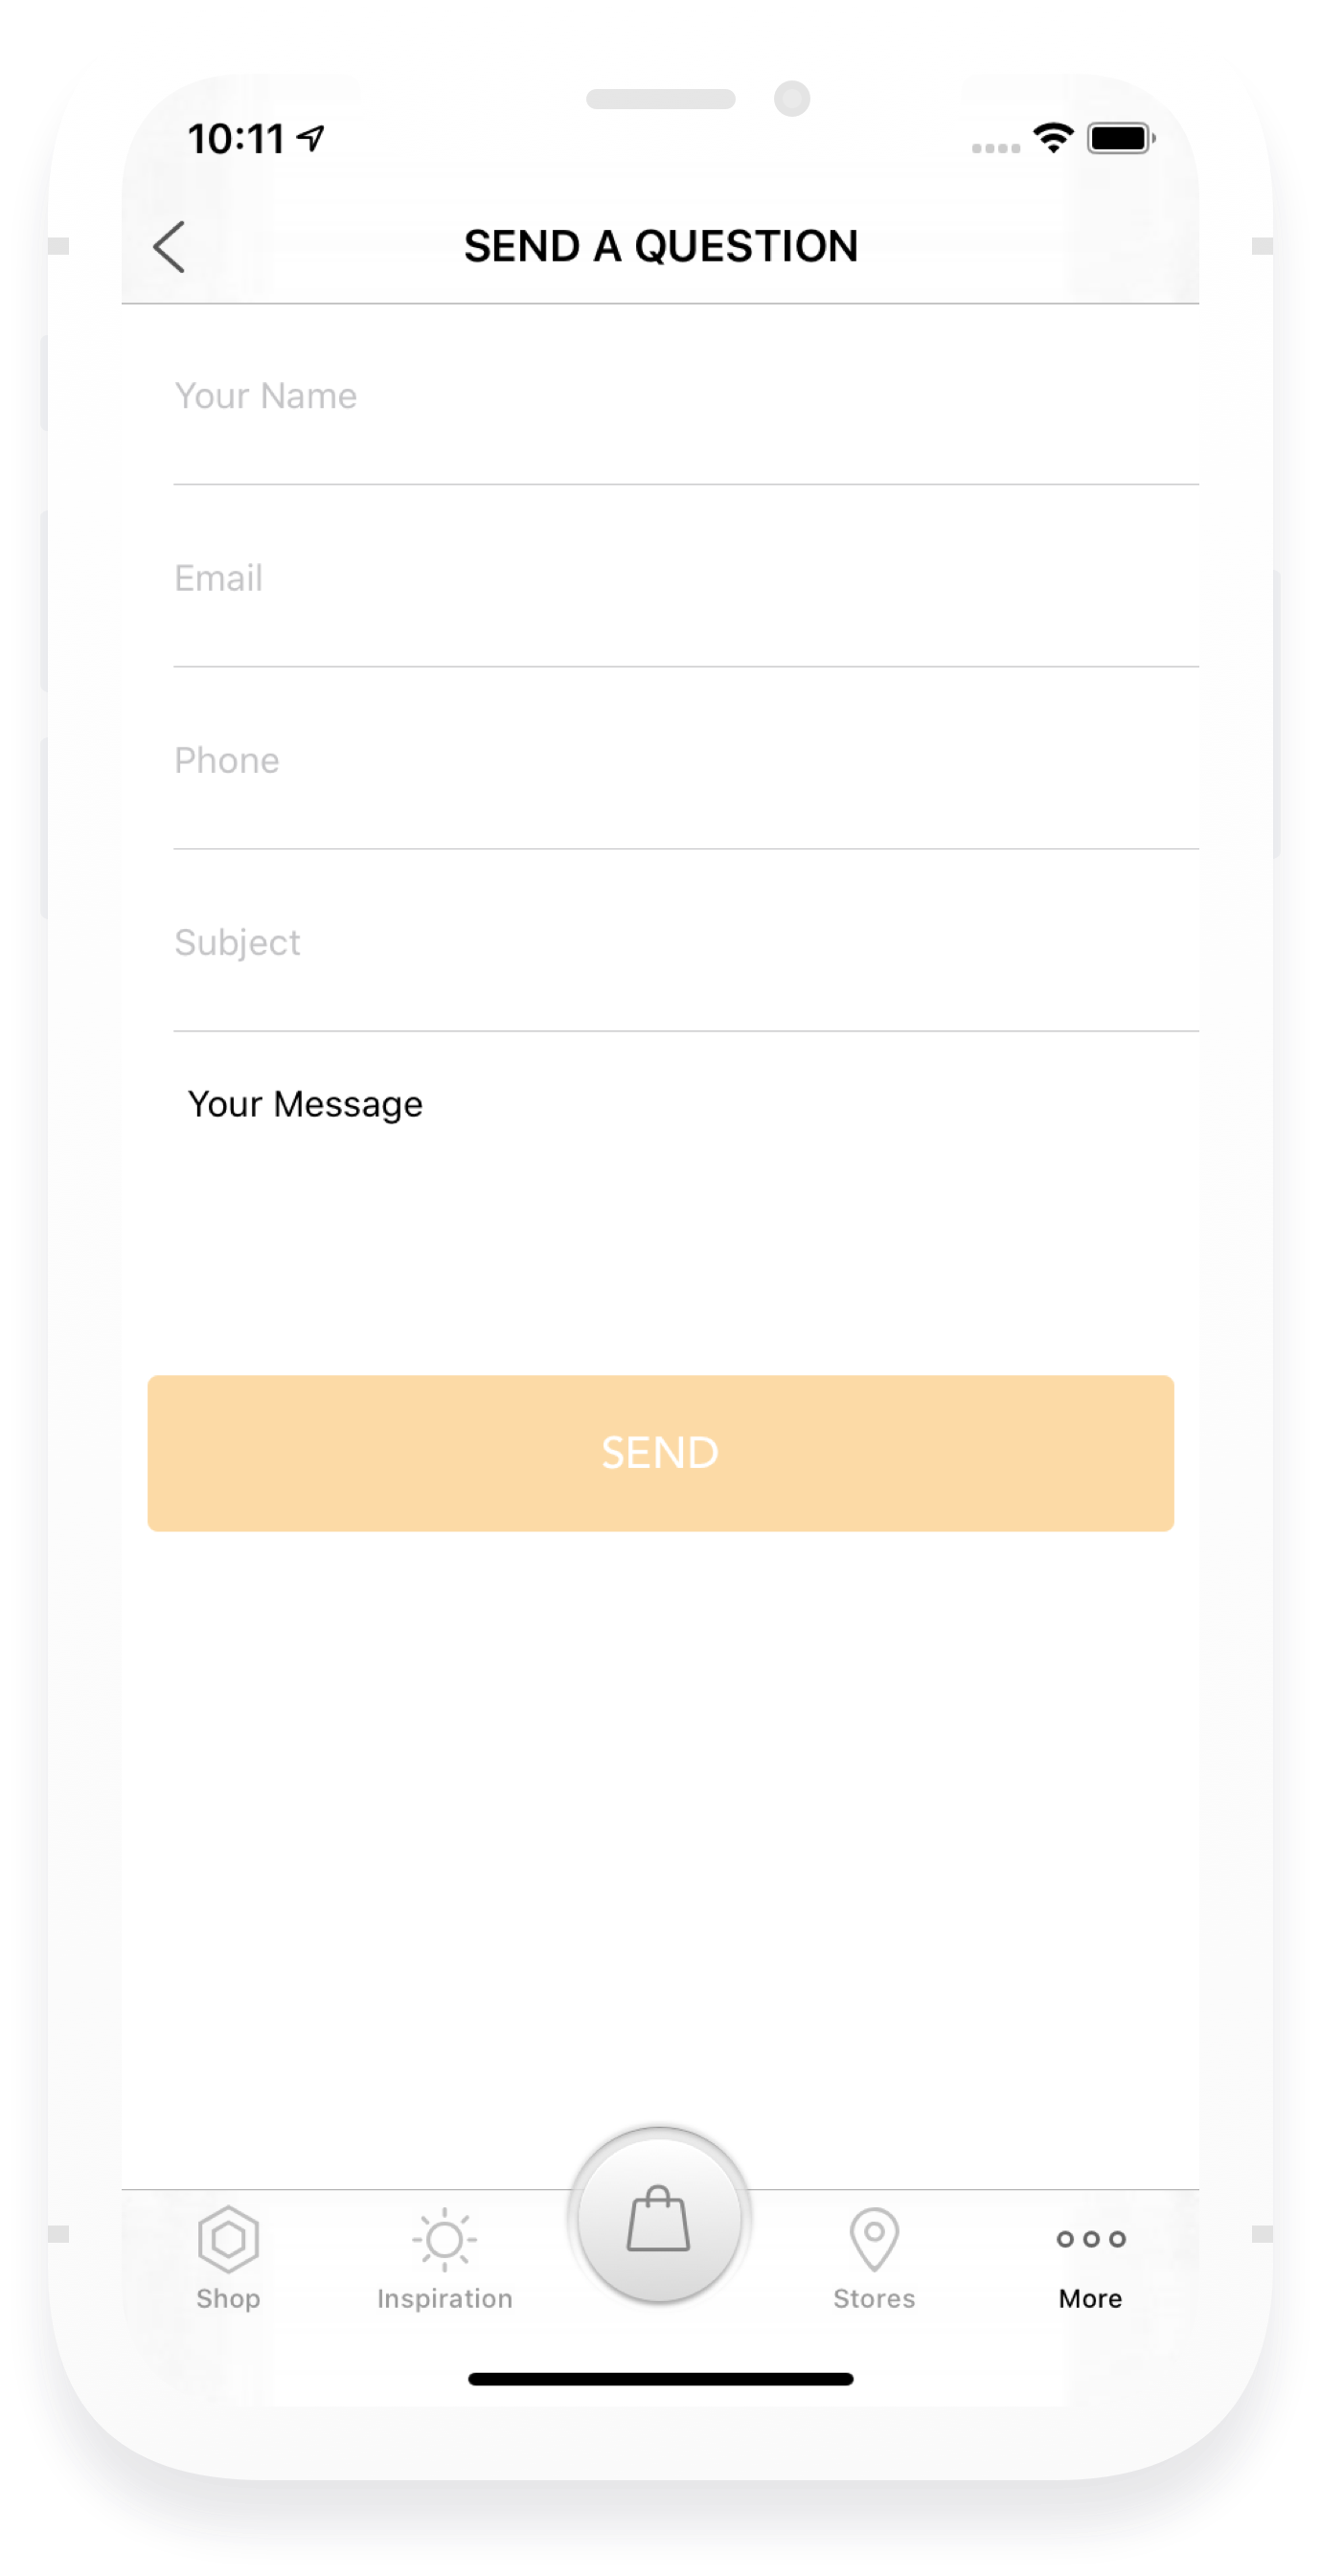 10:11
SEND A QUESTION
Your Name
Email
Phone
Subject
Your Message
SEND
Shop
Inspiration
Stores
More